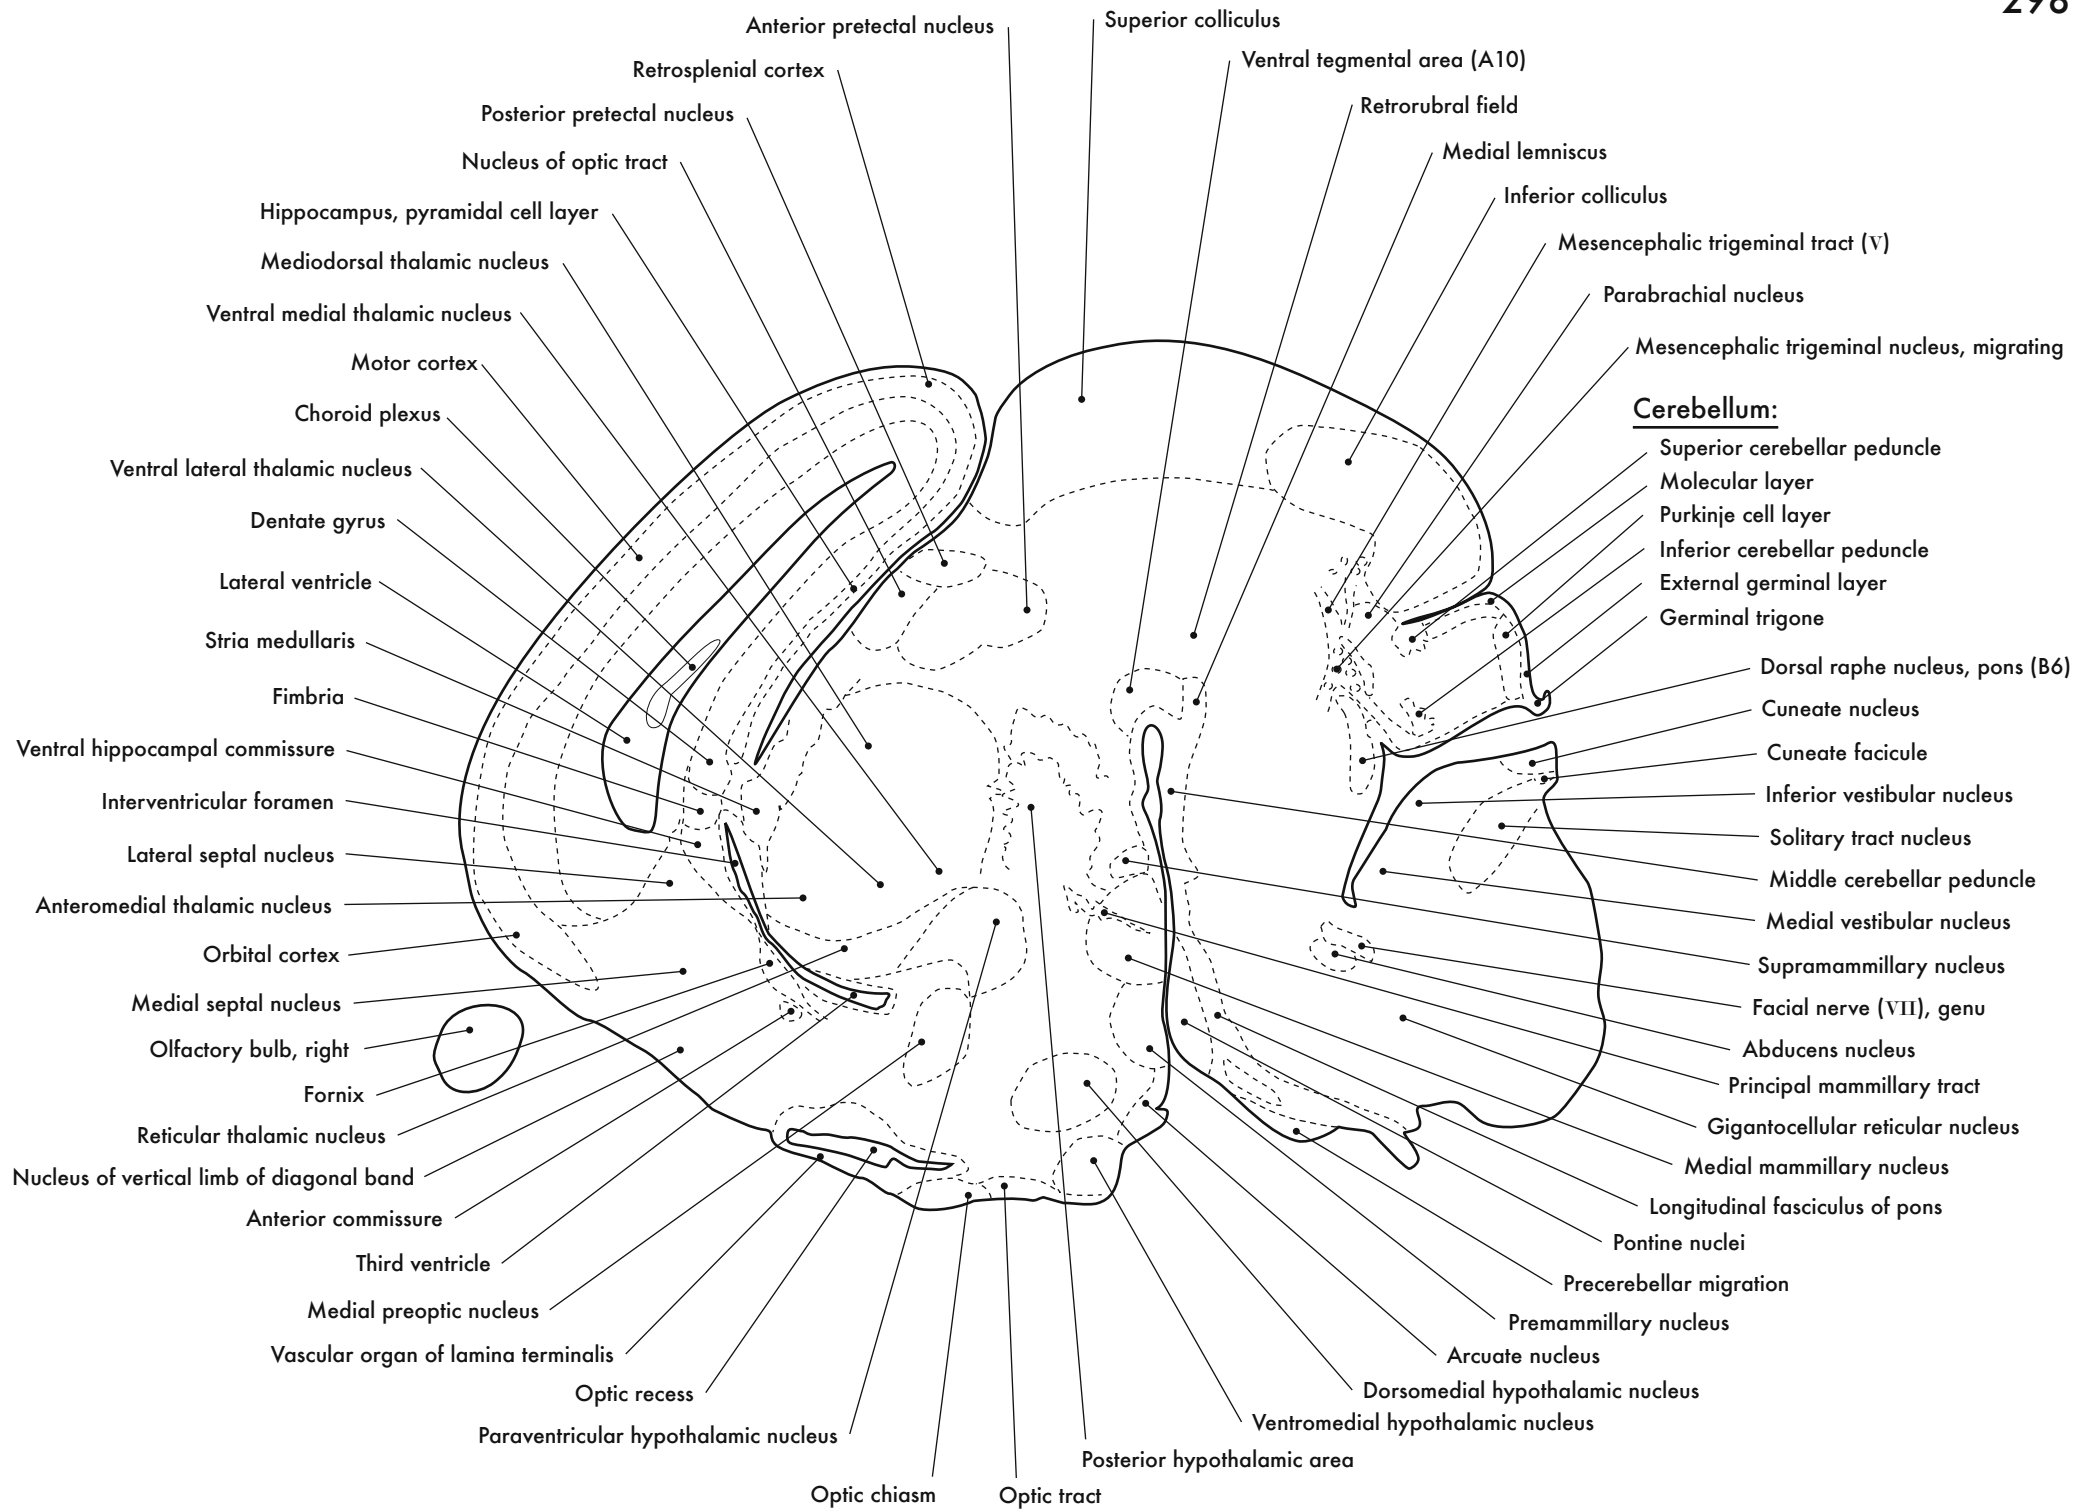 298
Anterior pretectal nucleus
Retrosplenial cortex
Posterior pretectal nucleus
Nucleus of optic tract
Hippocampus, pyramidal cell layer
Mediodorsal thalamic nucleus
Ventral medial thalamic nucleus
Motor cortex
Choroid plexus
Ventral lateral thalamic nucleus
Dentate gyrus
Lateral ventricle
Stria medullaris
Fimbria
Ventral hippocampal commissure
Interventricular foramen
Lateral septal nucleus
Anteromedial thalamic nucleus
Orbital cortex
Medial septal nucleus
Olfactory bulb, right
Fornix
Reticular thalamic nucleus
Nucleus of vertical limb of diagonal band
Anterior commissure
Third ventricle
Medial preoptic nucleus
Vascular organ of lamina terminalis
Optic recess
Paraventricular hypothalamic nucleus
Optic chiasm
Superior colliculus
Ventral tegmental area (A10)
Retrorubral field
Medial lemniscus
Inferior colliculus
Mesencephalic trigeminal tract (V)
Parabrachial nucleus
Mesencephalic trigeminal nucleus, migrating
Cerebellum:
Superior cerebellar peduncle
Molecular layer
Purkinje cell layer
Inferior cerebellar peduncle
External germinal layer
Germinal trigone
Dorsal raphe nucleus, pons (B6)
Cuneate nucleus
Cuneate facicule
Inferior vestibular nucleus
Solitary tract nucleus
Middle cerebellar peduncle
Medial vestibular nucleus
Supramammillary nucleus
Facial nerve (VII), genu
Abducens nucleus
Principal mammillary tract
Gigantocellular reticular nucleus
Medial mammillary nucleus
Longitudinal fasciculus of pons
Pontine nuclei
Precerebellar migration
Premammillary nucleus
Arcuate nucleus
Dorsomedial hypothalamic nucleus
Ventromedial hypothalamic nucleus
Posterior hypothalamic area
Optic tract